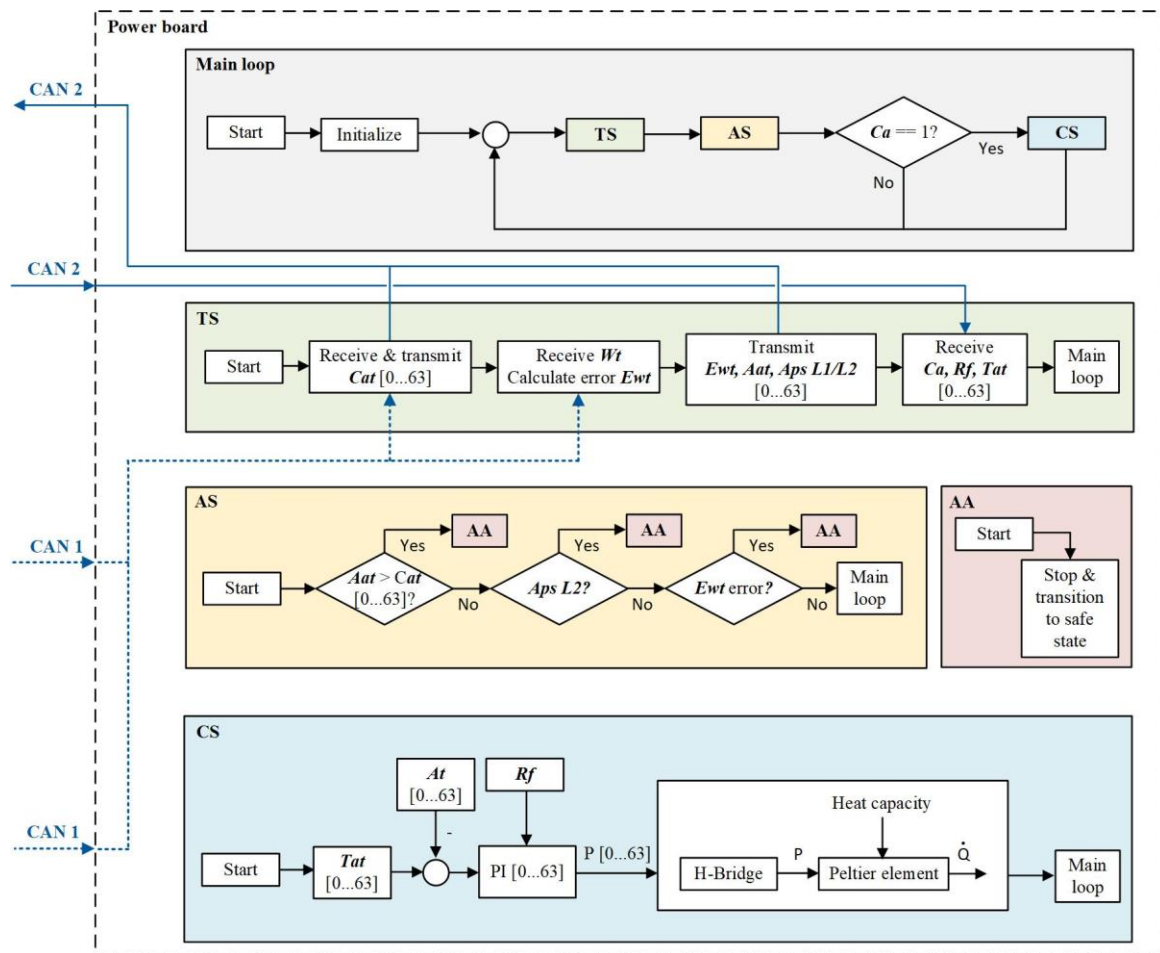 Power board
Main loop
CAN 2
Start
Initialize
TS
AS
Ca == 1?
Yes
CS
No
CAN 2
TS
Start
Receive & transmit
Cat [0...63]
Receive Wt
Calculate error Ewt
Transmit
Ewt, Aat, Aps L1/L2
[0...63]
Receive
Ca, Rf, Tat
[0...63]
Main
loop
AS
AA
Yes
AA
Yes
AA
Yes
Start
Aat > Cat
[0...63]?
No
Aps L2?
No
Ewt error?
No
Main
loop
AA
Start
Stop &
transition
to safe
state
CAN 1
CS
At
[0...63]
-
Rf
Start
Tat
[0...63]
PI [0...63]
P [0...63]
Heat capacity
H-Bridge
P
Peltier element
Q̇
Main
loop
CAN 1